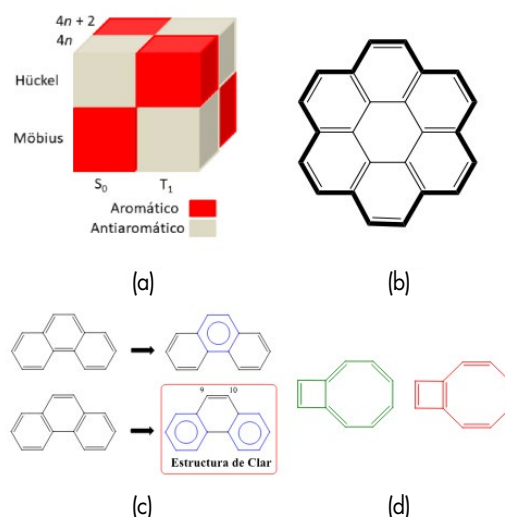 4n + 2
4n
Hückel
Möbius
S₀ T₁
Aromático
Antiaromático
(a) (b)
9 10
Estructura de Clar
(c) (d)